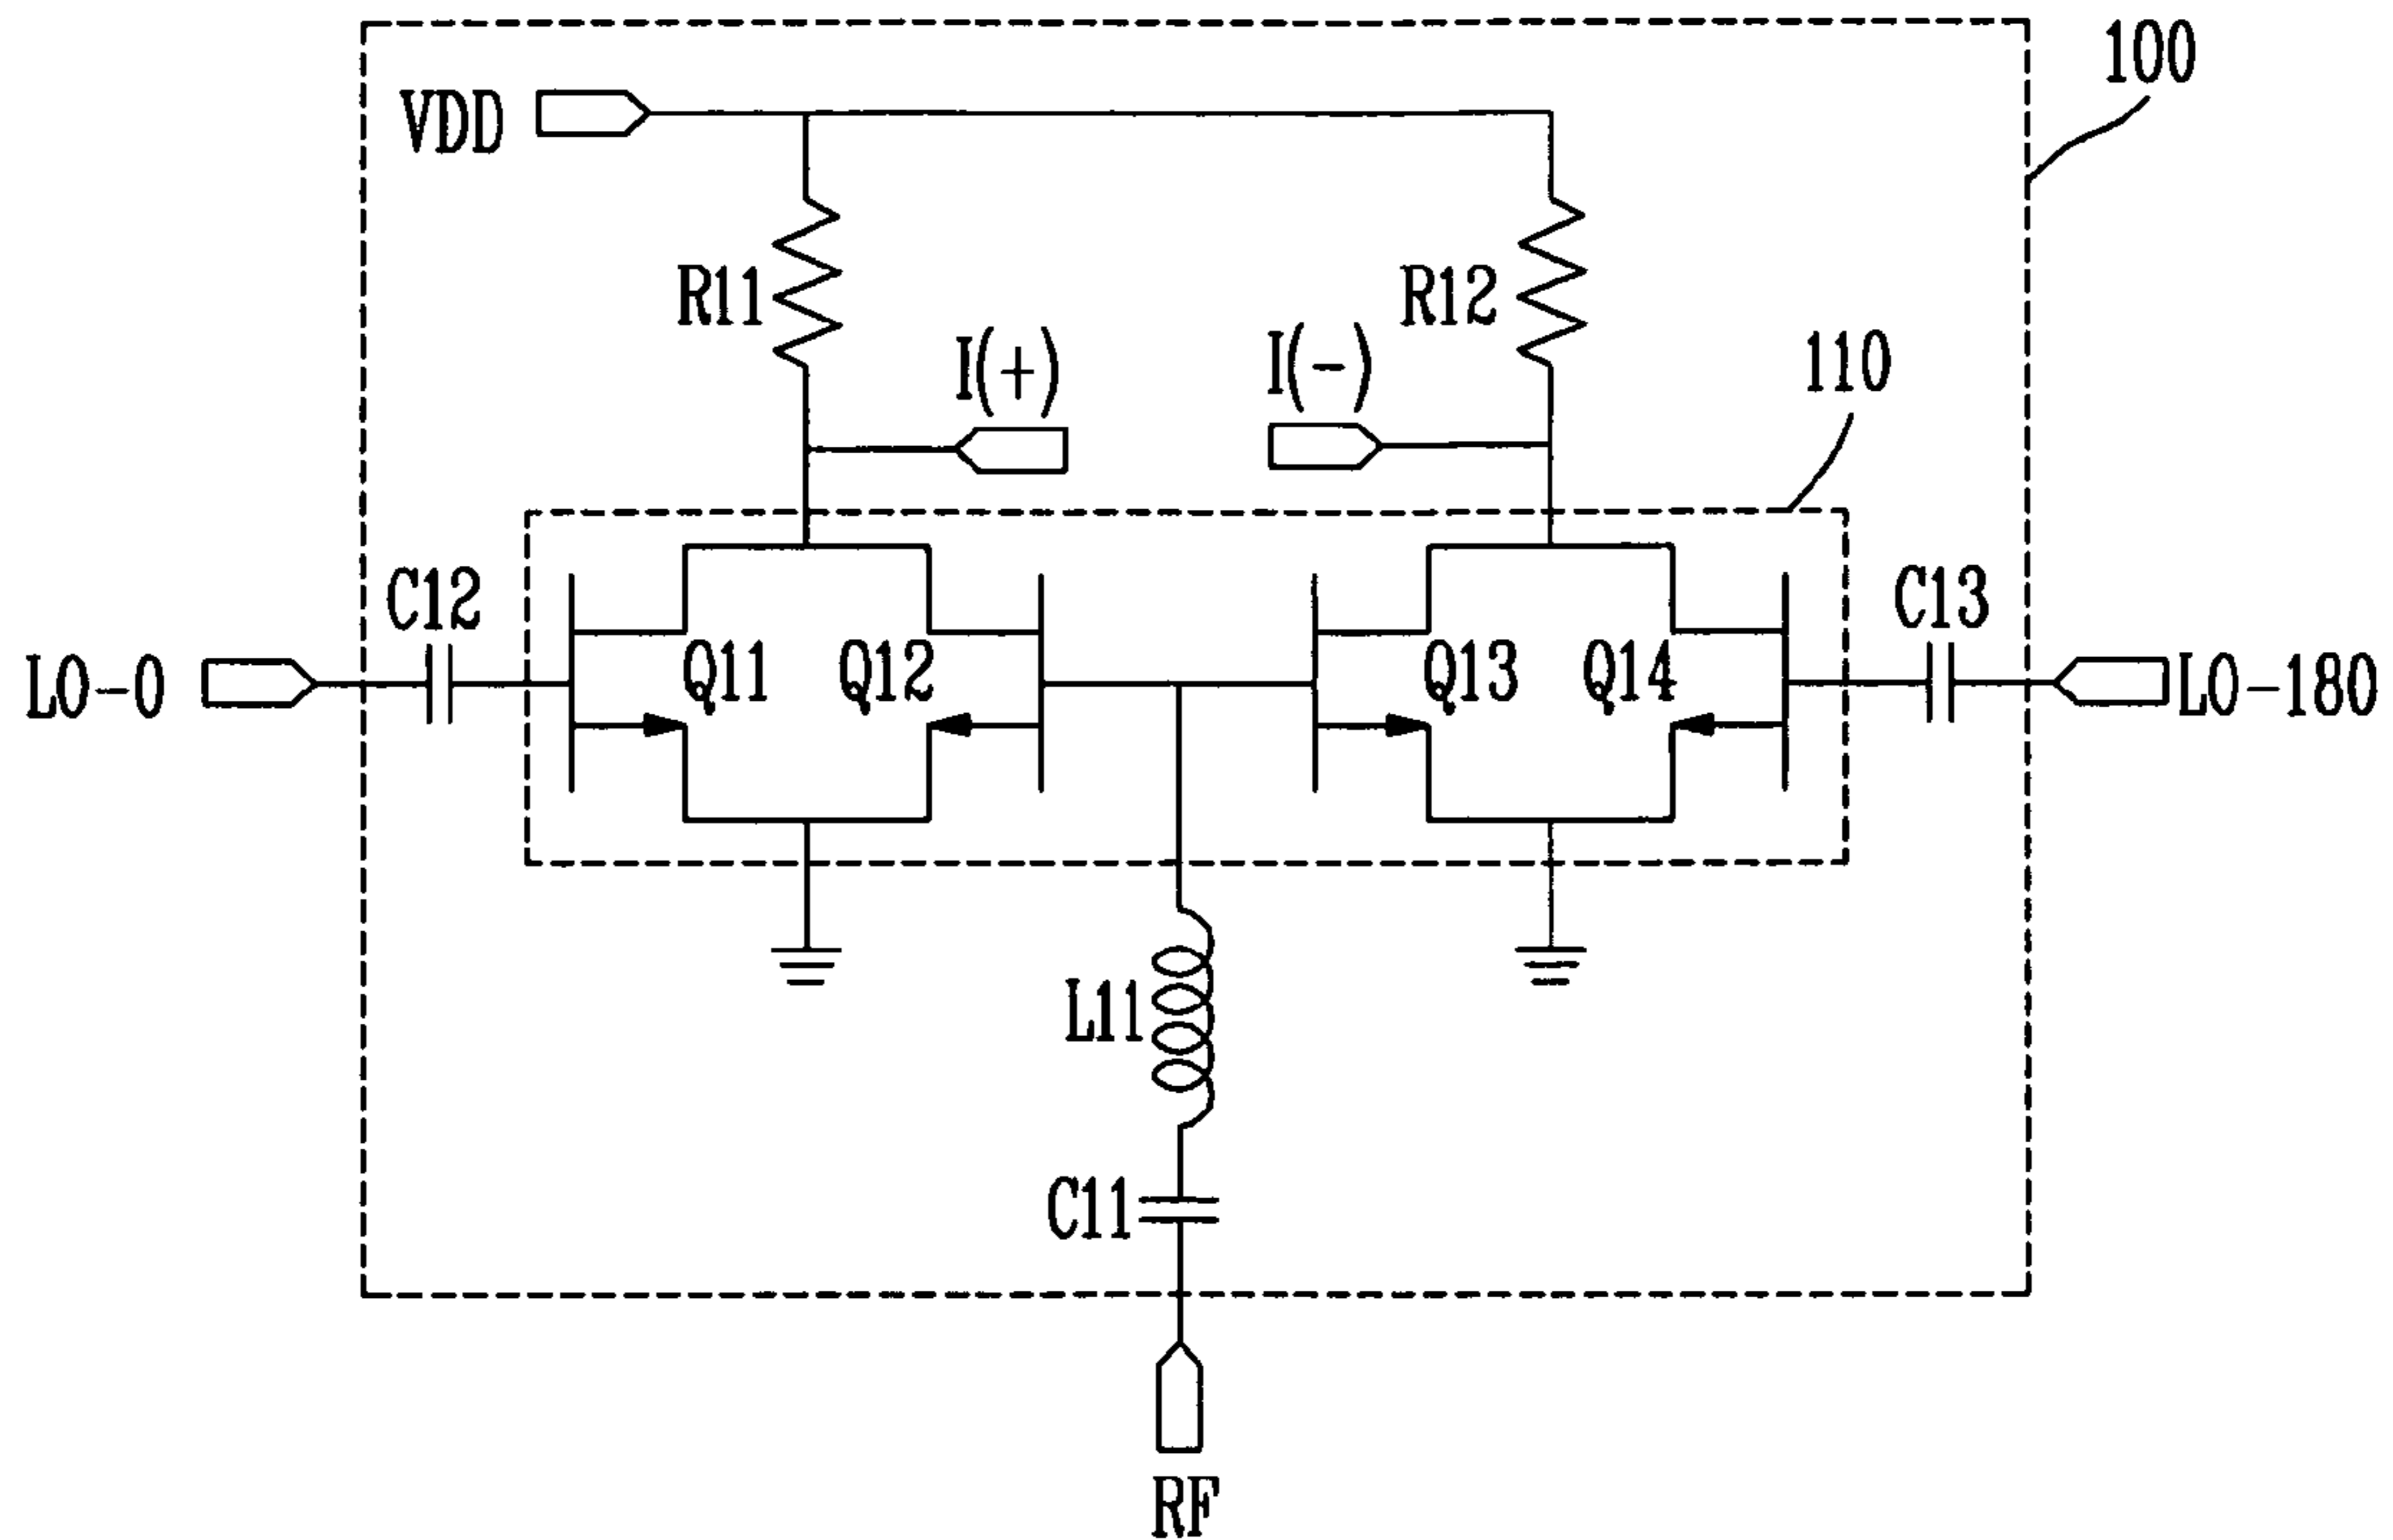 100
VDD
R11
R12
I(+)
I(-)
110
C12
C13
Q11
Q12
Q13
Q14
LO-0
LO-180
L11
C11
RF